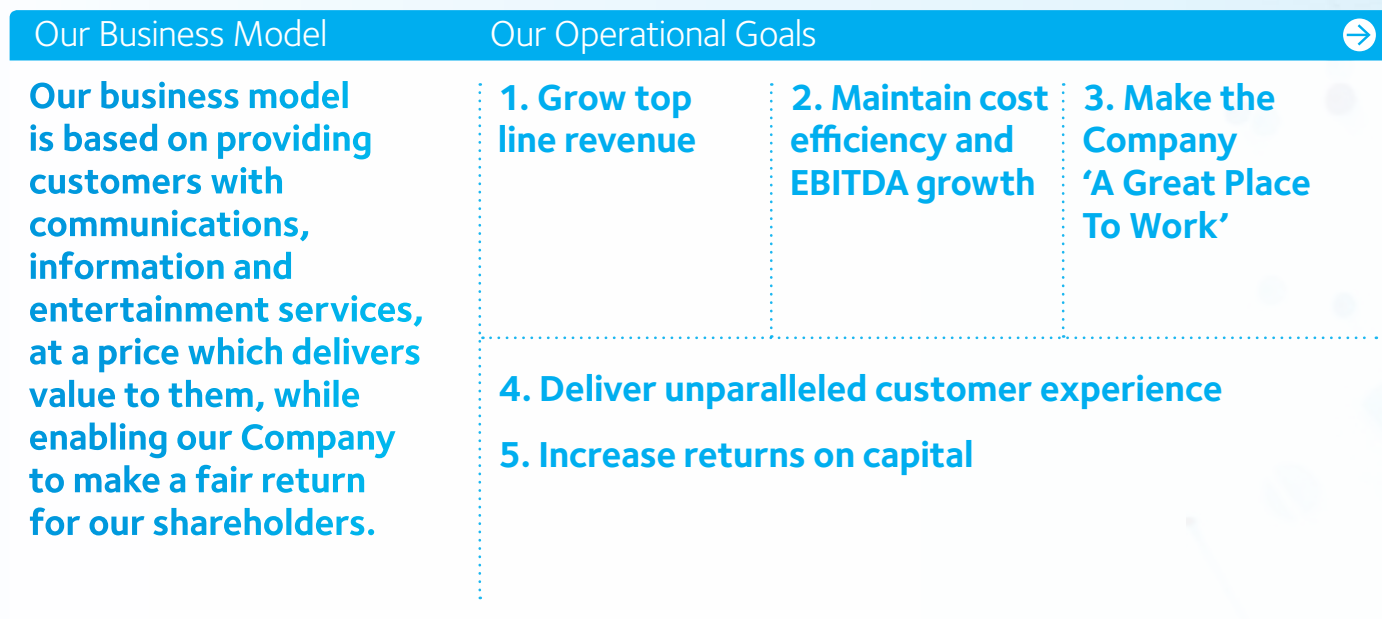 Our Business Model
Our Operational Goals
Our business model
is based on providing
customers with
communications,
information and
entertainment services,
at a price which delivers
value to them, while
enabling our Company
to make a fair return
for our shareholders.
1. Grow top
line revenue
2. Maintain cost
efficiency and
EBITDA growth
3. Make the
Company
‘A Great Place
To Work’
4. Deliver unparalleled customer experience
5. Increase returns on capital